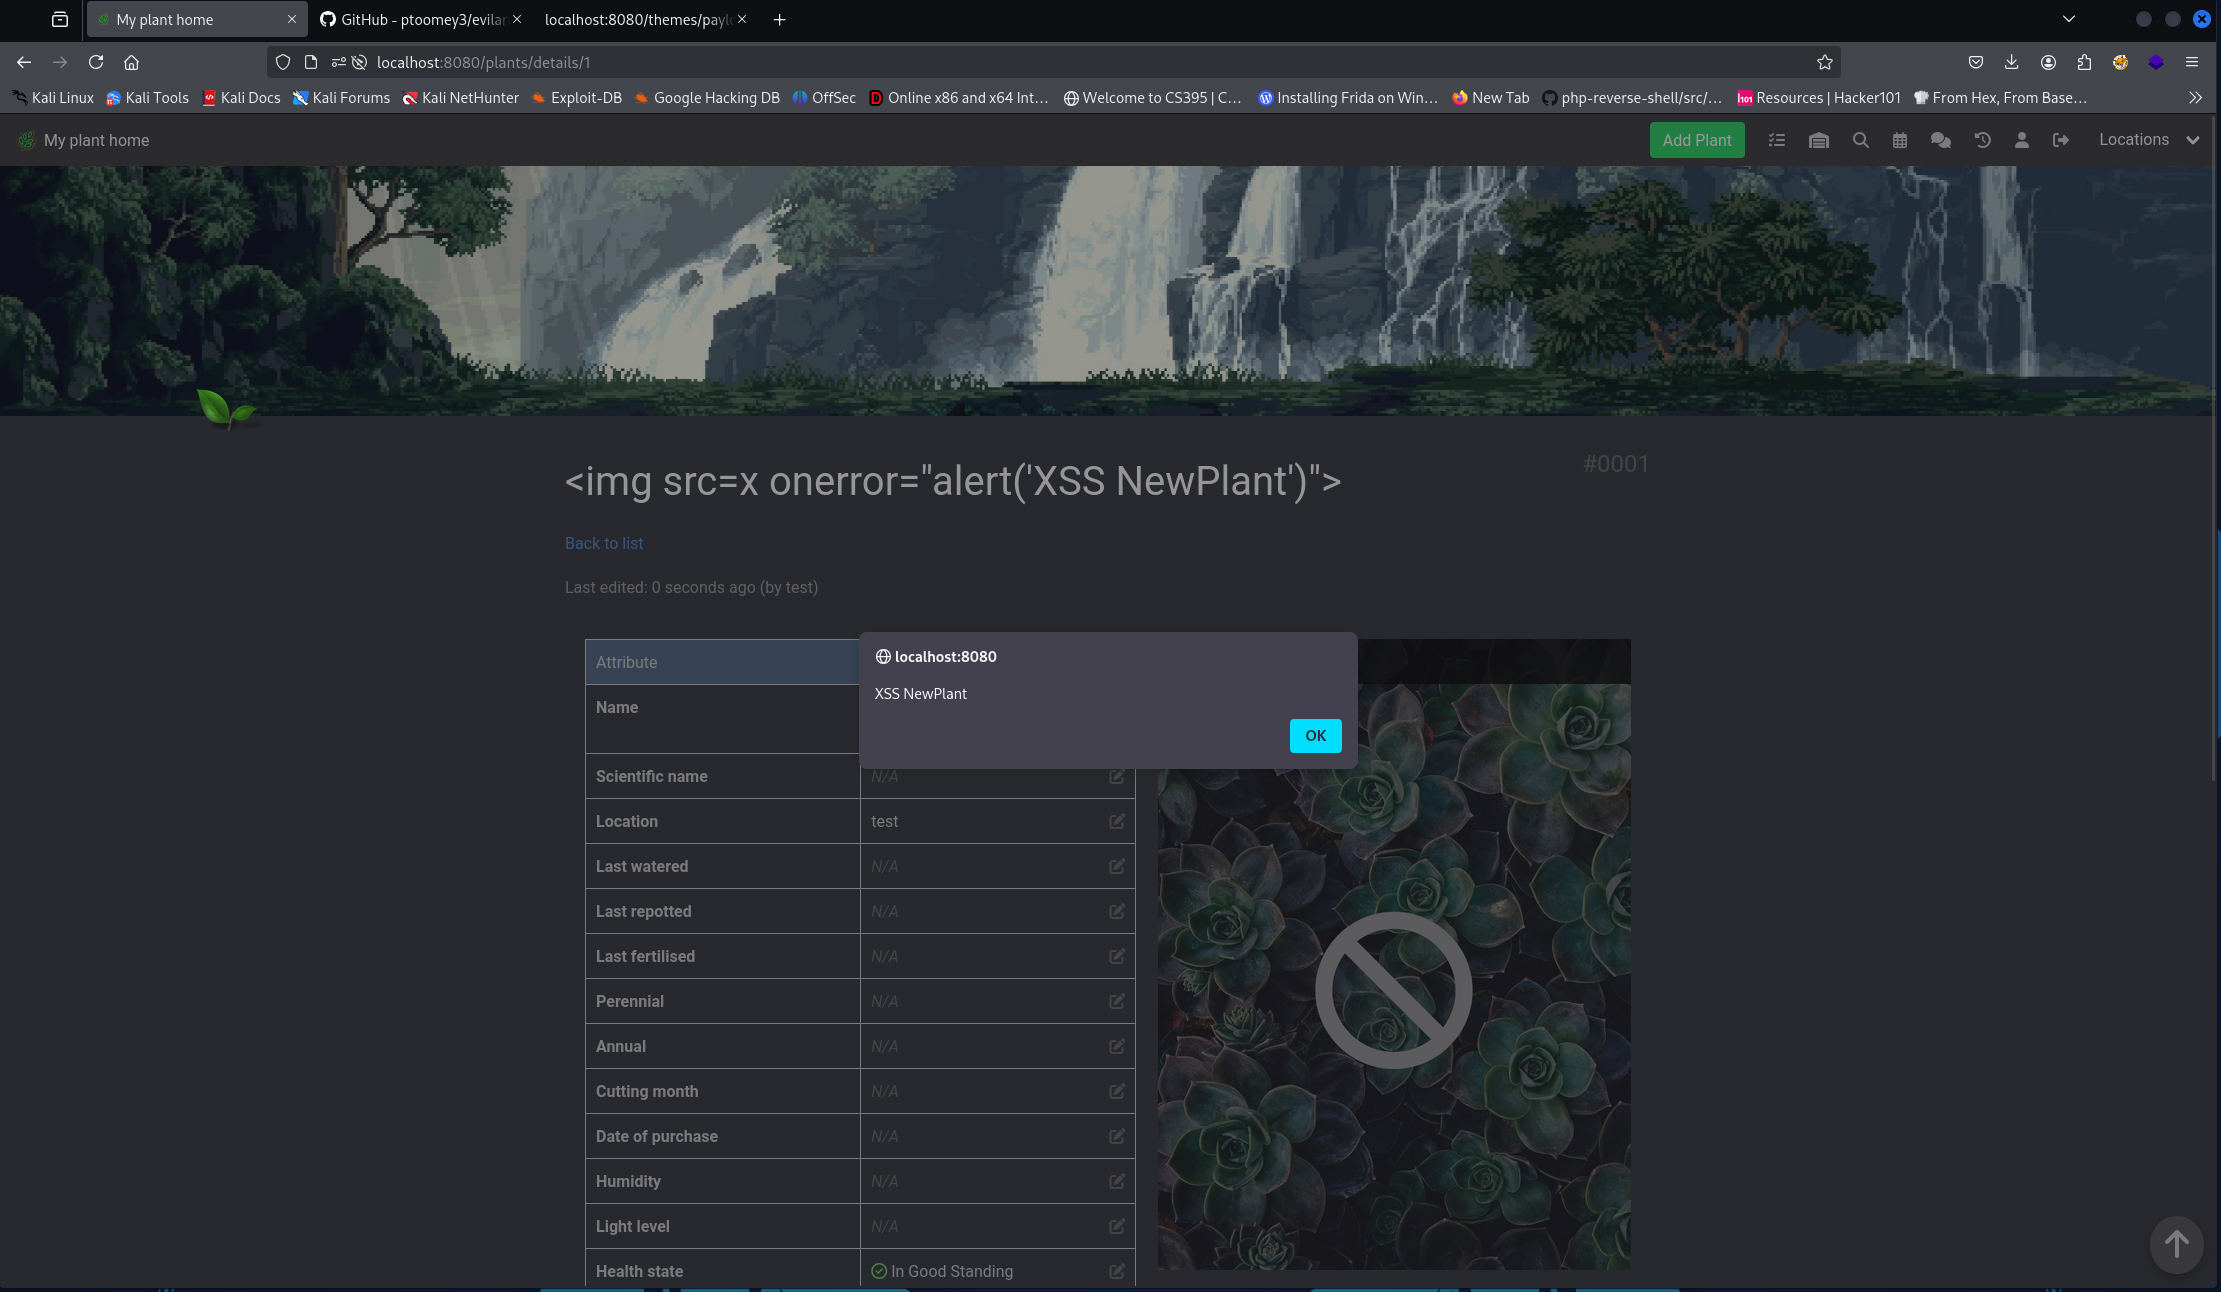 My plant home
GitHub - ptoomey3/evilar
localhost:8080/themes/paylo
localhost:8080/plants/details/1
Kali Linux
Kali Tools
Kali Docs
Kali Forums
Kali NetHunter
Exploit-DB
Google Hacking DB
OffSec
Online x86 and x64 Int…
Welcome to CS395 | C…
Installing Frida on Win…
New Tab
php-reverse-shell/src/…
Resources | Hacker101
From Hex, From Base…
My plant home
Add Plant
Locations
<img src=x onerror="alert('XSS NewPlant')">
#0001
Back to list
Last edited: 0 seconds ago (by test)
localhost:8080
XSS NewPlant
OK
Attribute
Name
Scientific name N/A
Location test
Last watered N/A
Last repotted N/A
Last fertilised N/A
Perennial N/A
Annual N/A
Cutting month N/A
Date of purchase N/A
Humidity N/A
Light level N/A
Health state In Good Standing